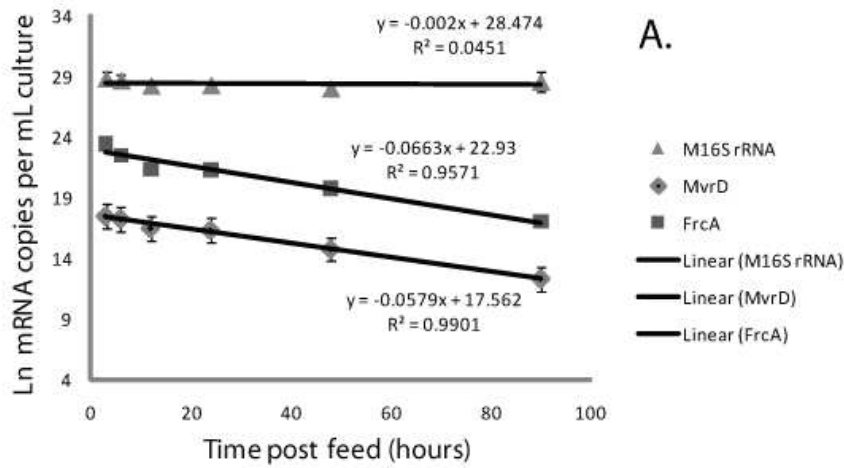 A.
y = -0.002x + 28.474
R² = 0.0451
y = -0.0663x + 22.93
R² = 0.9571
y = -0.0579x + 17.562
R² = 0.9901
Ln mRNA copies per mL culture
34
29
24
19
14
9
4
0 20 40 60 80 100
Time post feed (hours)
M16S rRNA
MvrD
FrcA
Linear (M16S rRNA)
Linear (MvrD)
Linear (FrcA)